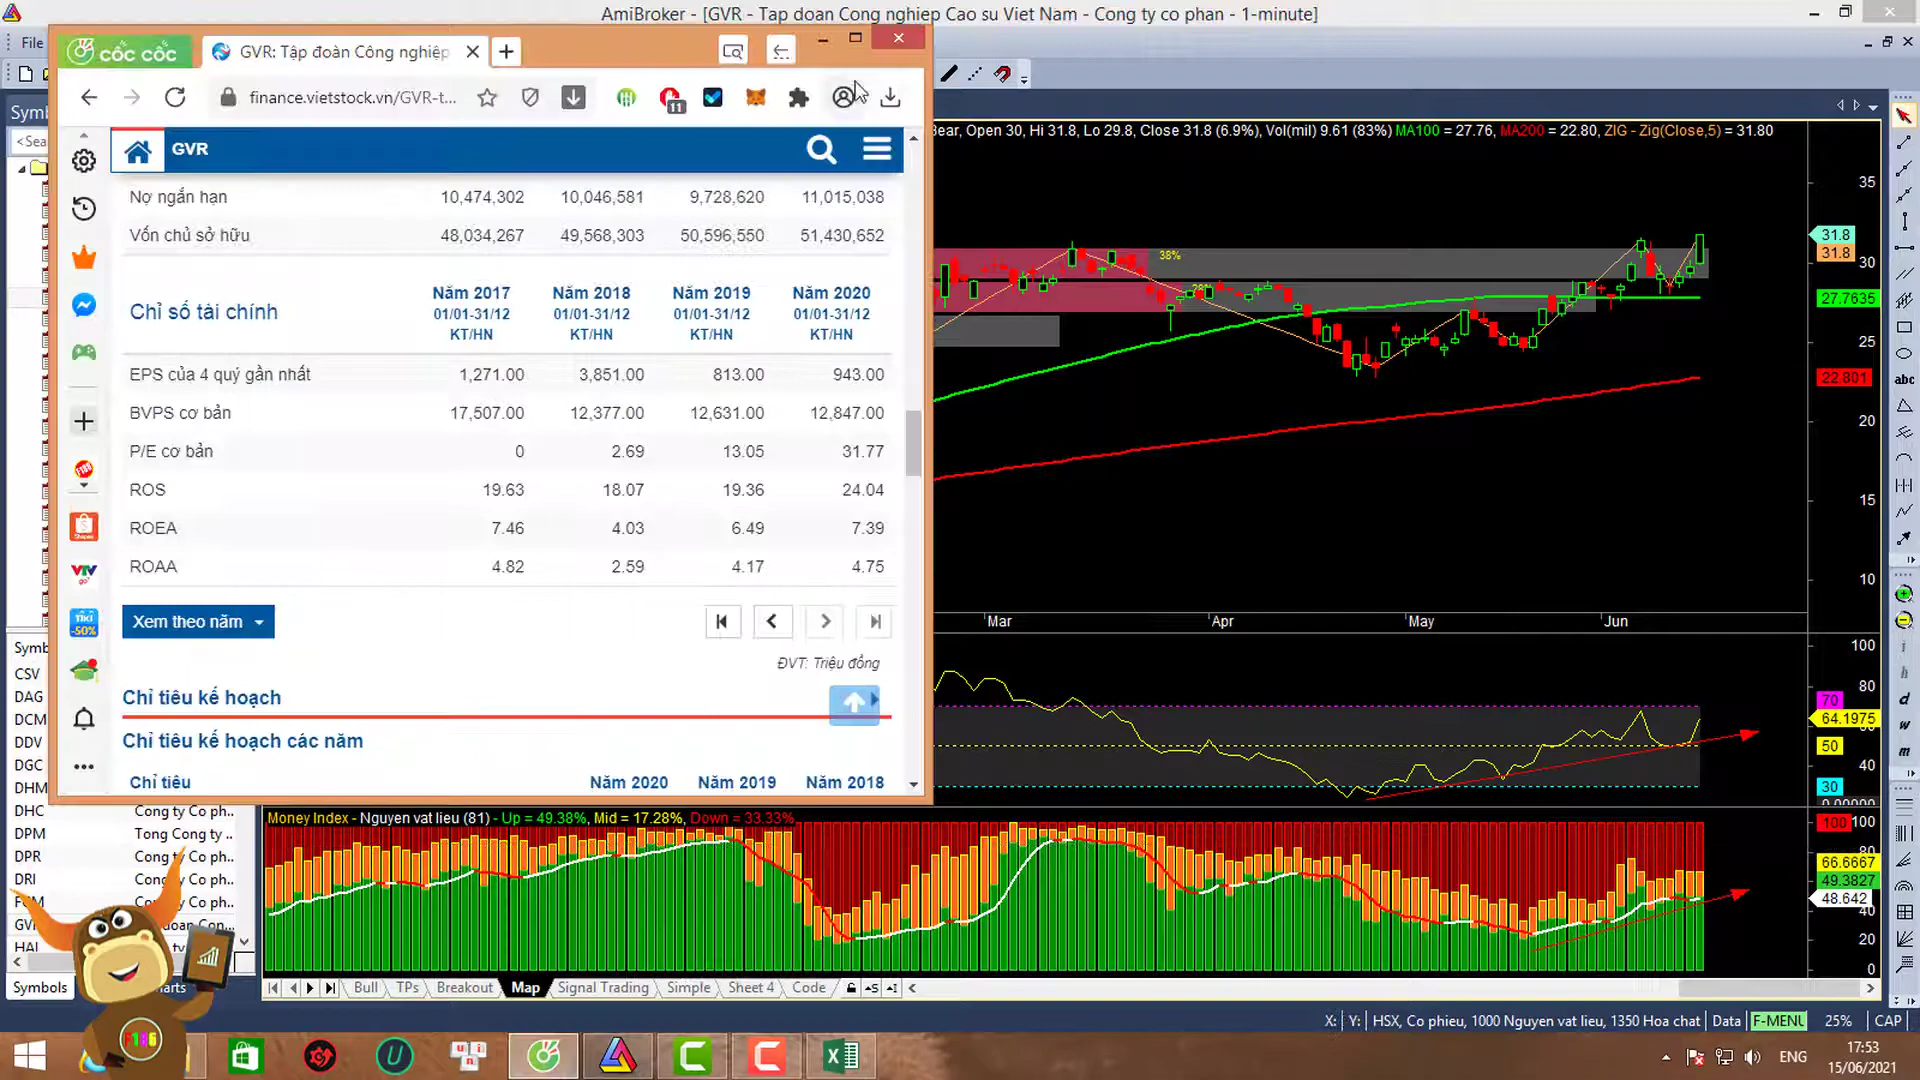 AmiBroker - [GVR - Tap doan Cong nghiep Cao su Viet Nam - Cong ty co phan - 1-minute]
File
cốc cốc
GVR: Tập đoàn Công nghiệp
finance.vietstock.vn/GVR-t...
11
Bear, Open 30, Hi 31.8, Lo 29.8, Close 31.8 (6.9%), Vol(mil) 9.61 (83%) MA100 = 27.76, MA200 = 22.80, ZIG - Zig(Close,5) = 31.80
GVR
Nợ ngắn hạn 10,474,302 10,046,581 9,728,620 11,015,038
Vốn chủ sở hữu 48,034,267 49,568,303 50,596,550 51,430,652
Chỉ số tài chính
Năm 2017 Năm 2018 Năm 2019 Năm 2020
01/01-31/12 01/01-31/12 01/01-31/12 01/01-31/12
KT/HN KT/HN KT/HN KT/HN
EPS của 4 quý gần nhất 1,271.00 3,851.00 813.00 943.00
BVPS cơ bản 17,507.00 12,377.00 12,631.00 12,847.00
P/E cơ bản 0 2.69 13.05 31.77
ROS 19.63 18.07 19.36 24.04
ROEA 7.46 4.03 6.49 7.39
ROAA 4.82 2.59 4.17 4.75
Xem theo năm
ĐVT: Triệu đồng
Chỉ tiêu kế hoạch
Chỉ tiêu kế hoạch các năm
Chỉ tiêu Năm 2020 Năm 2019 Năm 2018
38%
35
31.8
31.8
30
27.7635
25
22.801
20
15
10
Mar Apr May Jun
100
80
70
64.1975
50
40
30
abc
Symb
CSV
DAG
DCM
DDV
DGC
DHM
DHC Cong ty Co ph..
DPM Tong Cong ty ..
DPR Cong ty Co ph..
DRI
HAI
Symbols
Money Index - Nguyen vat lieu (81) - Up = 49.38%, Mid = 17.28%, Down = 33.33%
100
100
80
66.6667
49.3827
48.642
40
20
0
Bull TPs Breakout Map Signal Trading Simple Sheet 4 Code
X: Y: HSX, Co phieu, 1000 Nguyen vat lieu, 1350 Hoa chat Data F-MENU 25% CAP
ENG
17:53
15/06/2021